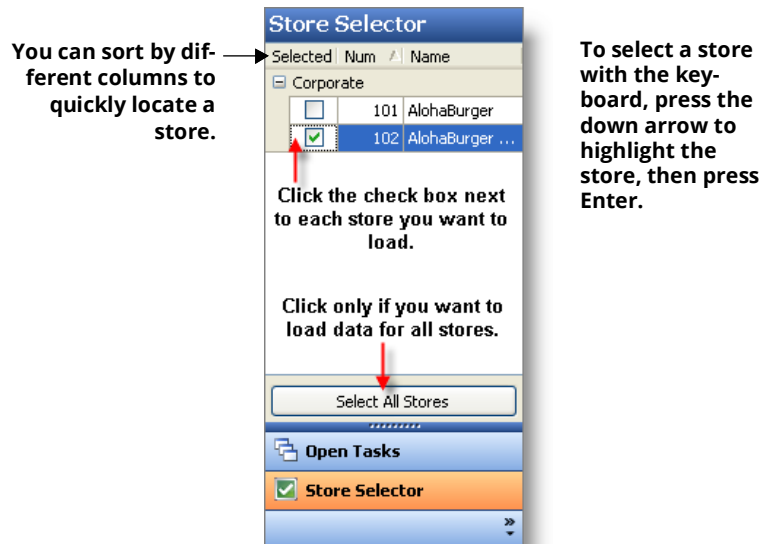 Store Selector
You can sort by dif-
ferent columns to
quickly locate a
store.
Selected Num Name
Corporate
101 AlohaBurger
102 AlohaBurger ...
To select a store
with the key-
board, press the
down arrow to
highlight the
store, then press
Enter.
Click the check box next
to each store you want to
load.
Click only if you want to
load data for all stores.
Select All Stores
Open Tasks
Store Selector